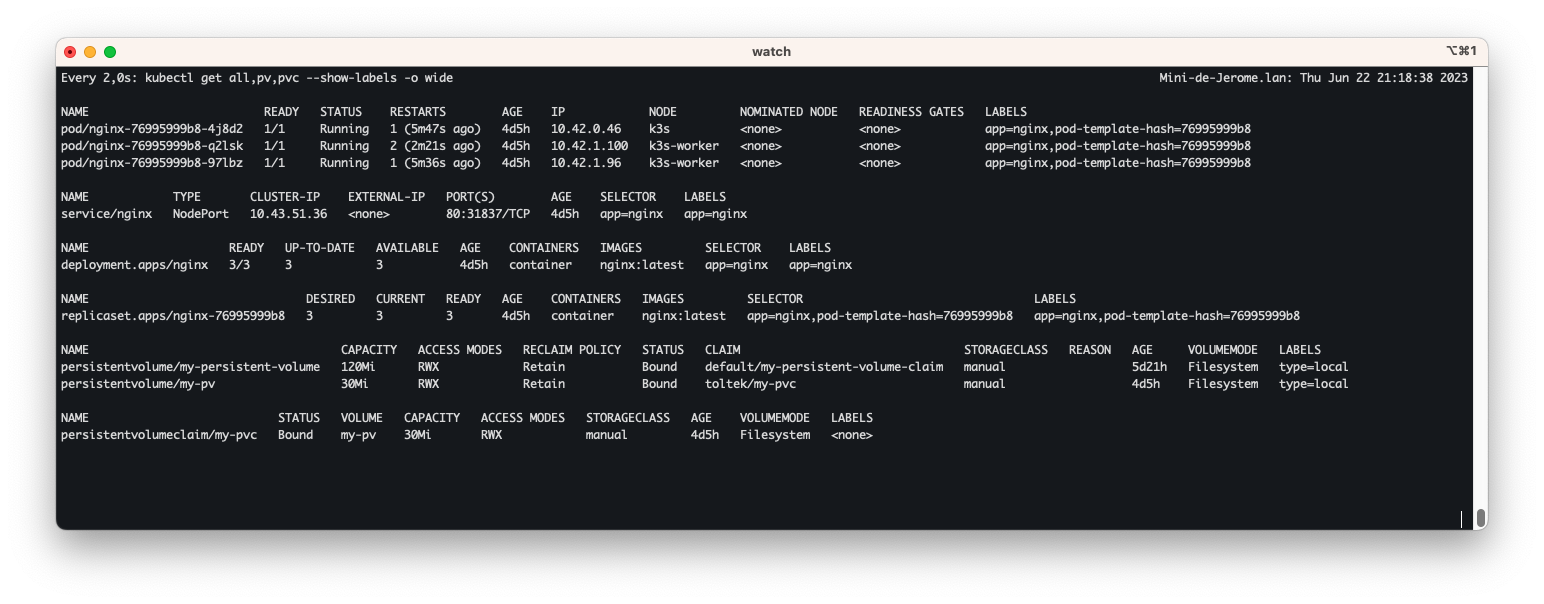 watch
⌥⌘1
Every 2,0s: kubectl get all,pv,pvc --show-labels -o wide Mini-de-Jerome.lan: Thu Jun 22 21:18:38 2023
NAME READY STATUS RESTARTS AGE IP NODE NOMINATED NODE READINESS GATES LABELS
pod/nginx-76995999b8-4j8d2 1/1 Running 1 (5m47s ago) 4d5h 10.42.0.46 k3s <none> <none> app=nginx,pod-template-hash=76995999b8
pod/nginx-76995999b8-q2lsk 1/1 Running 2 (2m21s ago) 4d5h 10.42.1.100 k3s-worker <none> <none> app=nginx,pod-template-hash=76995999b8
pod/nginx-76995999b8-97lbz 1/1 Running 1 (5m36s ago) 4d5h 10.42.1.96 k3s-worker <none> <none> app=nginx,pod-template-hash=76995999b8
NAME TYPE CLUSTER-IP EXTERNAL-IP PORT(S) AGE SELECTOR LABELS
service/nginx NodePort 10.43.51.36 <none> 80:31837/TCP 4d5h app=nginx app=nginx
NAME READY UP-TO-DATE AVAILABLE AGE CONTAINERS IMAGES SELECTOR LABELS
deployment.apps/nginx 3/3 3 3 4d5h container nginx:latest app=nginx app=nginx
NAME DESIRED CURRENT READY AGE CONTAINERS IMAGES SELECTOR LABELS
replicaset.apps/nginx-76995999b8 3 3 3 4d5h container nginx:latest app=nginx,pod-template-hash=76995999b8 app=nginx,pod-template-hash=76995999b8
NAME CAPACITY ACCESS MODES RECLAIM POLICY STATUS CLAIM STORAGECLASS REASON AGE VOLUMEMODE LABELS
persistentvolume/my-persistent-volume 120Mi RWX Retain Bound default/my-persistent-volume-claim manual 5d21h Filesystem type=local
persistentvolume/my-pv 30Mi RWX Retain Bound toltek/my-pvc manual 4d5h Filesystem type=local
NAME STATUS VOLUME CAPACITY ACCESS MODES STORAGECLASS AGE VOLUMEMODE LABELS
persistentvolumeclaim/my-pvc Bound my-pv 30Mi RWX manual 4d5h Filesystem <none>